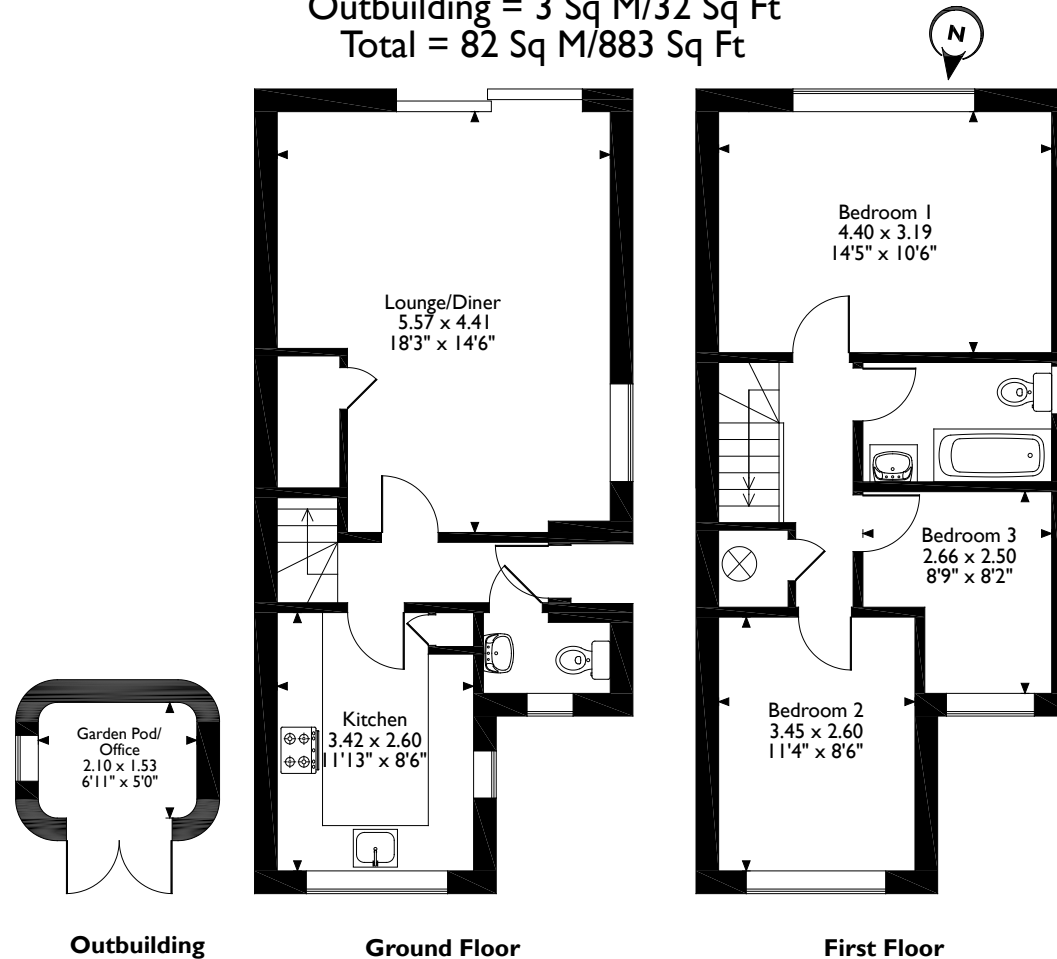 Outbuilding = 3 Sq M/32 Sq Ft
Total = 82 Sq M/883 Sq Ft
N
Lounge/Diner
5.57 x 4.41
18'3" x 14'6"
Bedroom 1
4.40 x 3.19
14'5" x 10'6"
Bedroom 3
2.66 x 2.50
8'9" x 8'2"
Kitchen
3.42 x 2.60
11'13" x 8'6"
Bedroom 2
3.45 x 2.60
11'4" x 8'6"
Garden Pod/
Office
2.10 x 1.53
6'11" x 5'0"
Outbuilding
Ground Floor
First Floor